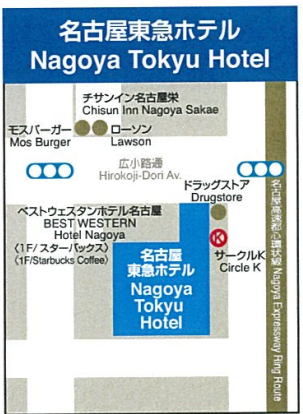 名古屋東急ホテル
Nagoya Tokyu Hotel
チサンイン名古屋栄
Chisun Inn Nagoya Sakae
モスバーガー
Mos Burger
ローソン
Lawson
広小路通
Hirokoji-Dori Av.
ドラッグストア
Drugstore
ベストウェスタンホテル名古屋
BEST WESTERN
Hotel Nagoya
〈1F/スターバックス〉
〈1F/Starbucks Coffee〉
K
サークルK
Circle K
名古屋
東急ホテル
Nagoya
Tokyu
Hotel
名古屋高速都心環状線 Nagoya Expressway Ring Route